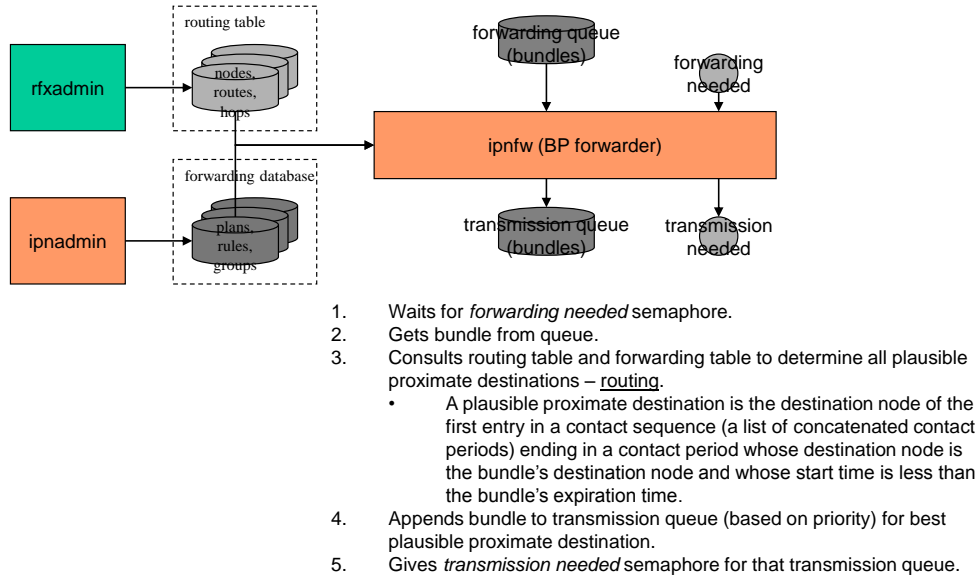 routing table
rfxadmin
nodes,
routes,
hops
forwarding queue
(bundles)
forwarding
needed
ipnfw (BP forwarder)
forwarding database
ipnadmin
plans,
rules,
groups
transmission queue
(bundles)
transmission
needed
1. Waits for forwarding needed semaphore.
2. Gets bundle from queue.
3. Consults routing table and forwarding table to determine all plausible
proximate destinations – routing.
• A plausible proximate destination is the destination node of the
first entry in a contact sequence (a list of concatenated contact
periods) ending in a contact period whose destination node is
the bundle’s destination node and whose start time is less than
the bundle’s expiration time.
4. Appends bundle to transmission queue (based on priority) for best
plausible proximate destination.
5. Gives transmission needed semaphore for that transmission queue.